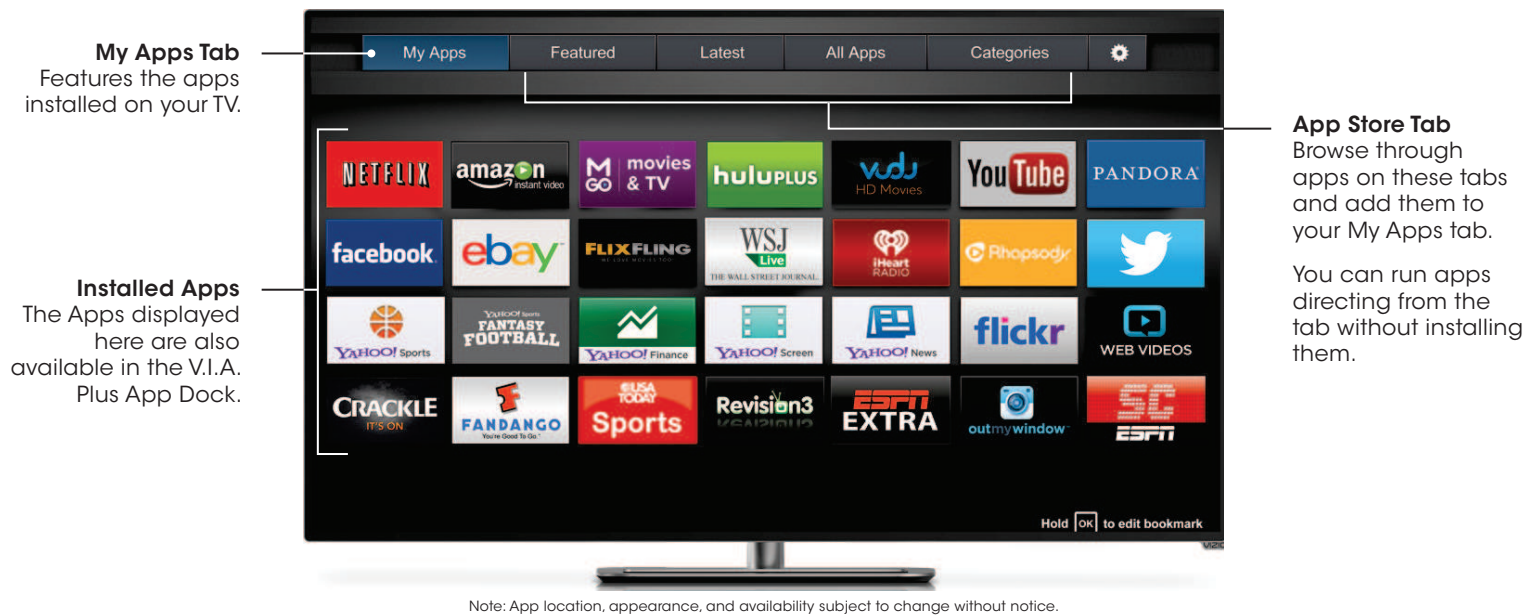 My Apps Tab
Features the apps
installed on your TV.
Installed Apps
The Apps displayed
here are also
available in the V.I.A.
Plus App Dock.
My Apps Featured Latest All Apps Categories
NETFLIX amazon instant video M GO movies & TV huluPLUS vudu HD Movies YouTube PANDORA
facebook ebay FLIXFLING WE LOVE MOVIES TOO WSJ Live THE WALL STREET JOURNAL. iHeart RADIO Rhapsody
YAHOO! Sports YAHOO! Sports FANTASY FOOTBALL YAHOO! Finance YAHOO! Screen YAHOO! News flickr WEB VIDEOS
CRACKLE IT'S ON FANDANGO You're Good To Go USA TODAY Sports Revision3 ESPN EXTRA outmywindow SC ESPN
Hold OK to edit bookmark
VIZIO
App Store Tab
Browse through
apps on these tabs
and add them to
your My Apps tab.
You can run apps
directing from the
tab without installing
them.
Note: App location, appearance, and availability subject to change without notice.